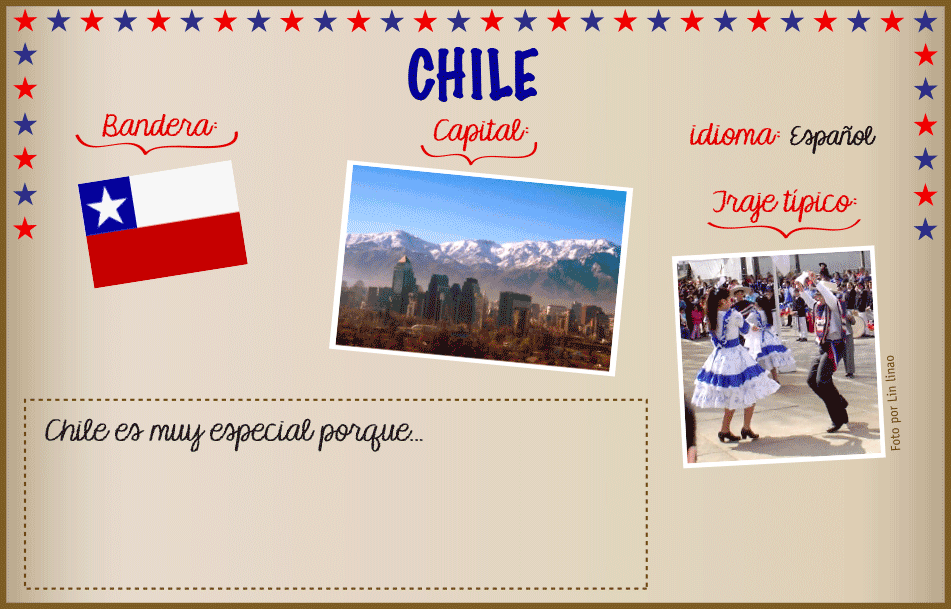 CHILE
Bandera:
Capital:
idioma: Español
Traje típico:
Foto por Lin linao
Chile es muy especial porque...